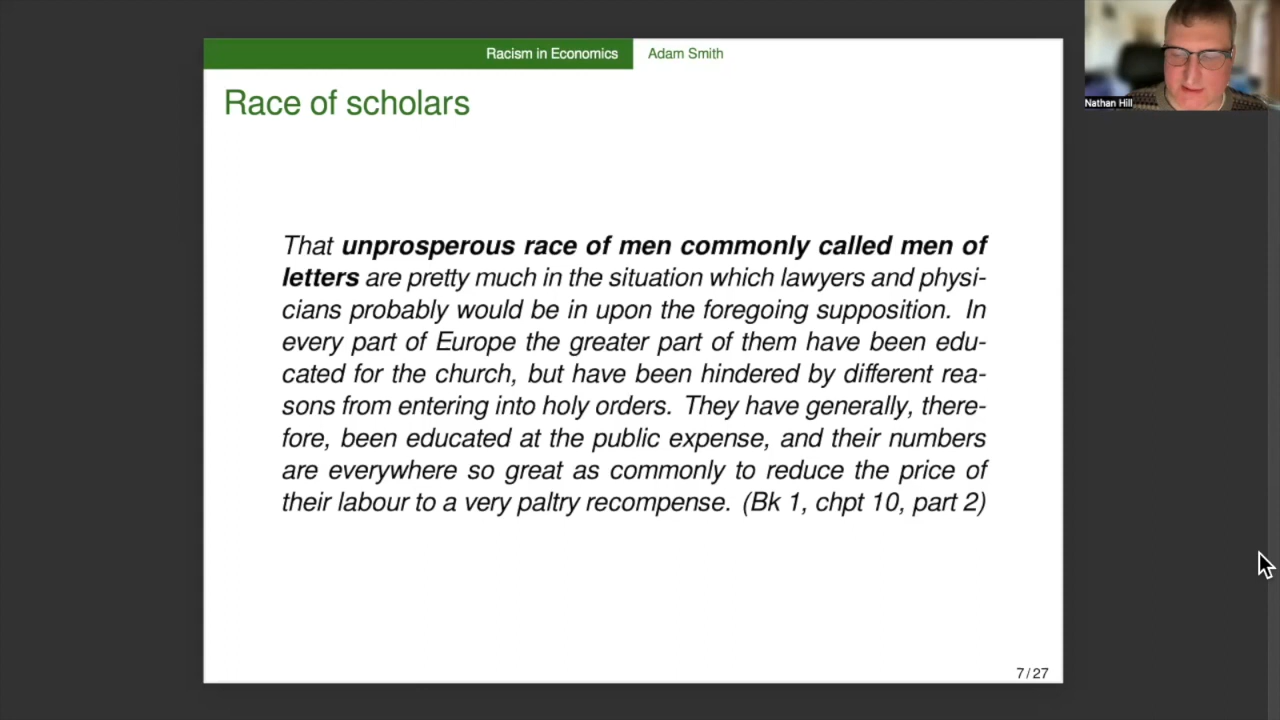 Racism in Economics
Adam Smith
Nathan Hill
Race of scholars
That unprosperous race of men commonly called men of
letters are pretty much in the situation which lawyers and physi-
cians probably would be in upon the foregoing supposition. In
every part of Europe the greater part of them have been edu-
cated for the church, but have been hindered by different rea-
sons from entering into holy orders. They have generally, there-
fore, been educated at the public expense, and their numbers
are everywhere so great as commonly to reduce the price of
their labour to a very paltry recompense. (Bk 1, chpt 10, part 2)
7 / 27